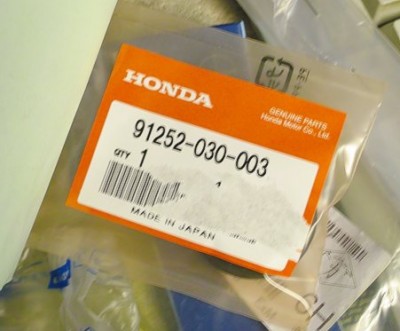 HONDA
GENUINE PARTS
Honda Motor Co., Ltd.
91252-030-003
QTY 1
MADE IN JAPAN